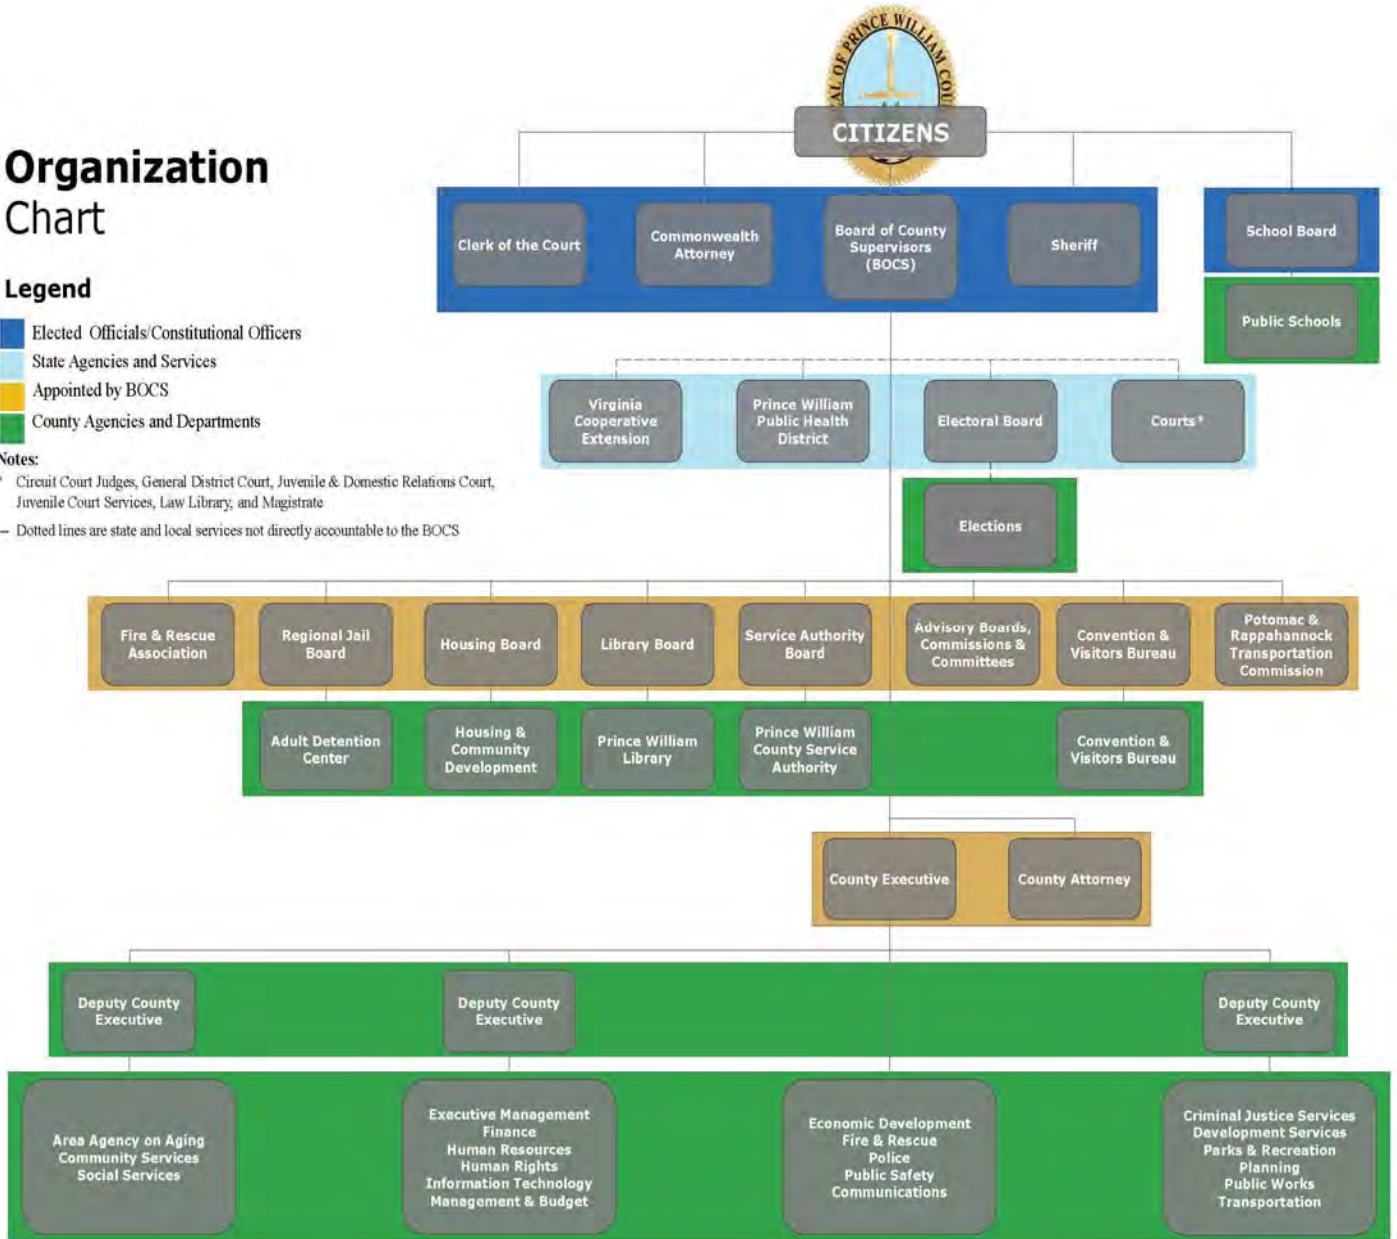 AL OF PRINCE WILLIAM COU
CITIZENS
Organization
Chart
Clerk of the Court
Commonwealth
Attorney
Board of County
Supervisors
(BOCS)
Sheriff
School Board
Public Schools
Legend
Elected Officials/Constitutional Officers
State Agencies and Services
Appointed by BOCS
County Agencies and Departments
Notes:
* Circuit Court Judges, General District Court, Juvenile & Domestic Relations Court,
Juvenile Court Services, Law Library, and Magistrate
-- Dotted lines are state and local services not directly accountable to the BOCS
Virginia
Cooperative
Extension
Prince William
Public Health
District
Electoral Board
Courts*
Elections
Fire & Rescue
Association
Regional Jail
Board
Housing Board
Library Board
Service Authority
Board
Advisory Boards,
Commissions &
Committees
Convention &
Visitors Bureau
Potomac &
Rappahannock
Transportation
Commission
Adult Detention
Center
Housing &
Community
Development
Prince William
Library
Prince William
County Service
Authority
Convention &
Visitors Bureau
County Executive
County Attorney
Deputy County
Executive
Deputy County
Executive
Deputy County
Executive
Area Agency on Aging
Community Services
Social Services
Executive Management
Finance
Human Resources
Human Rights
Information Technology
Management & Budget
Economic Development
Fire & Rescue
Police
Public Safety
Communications
Criminal Justice Services
Development Services
Parks & Recreation
Planning
Public Works
Transportation